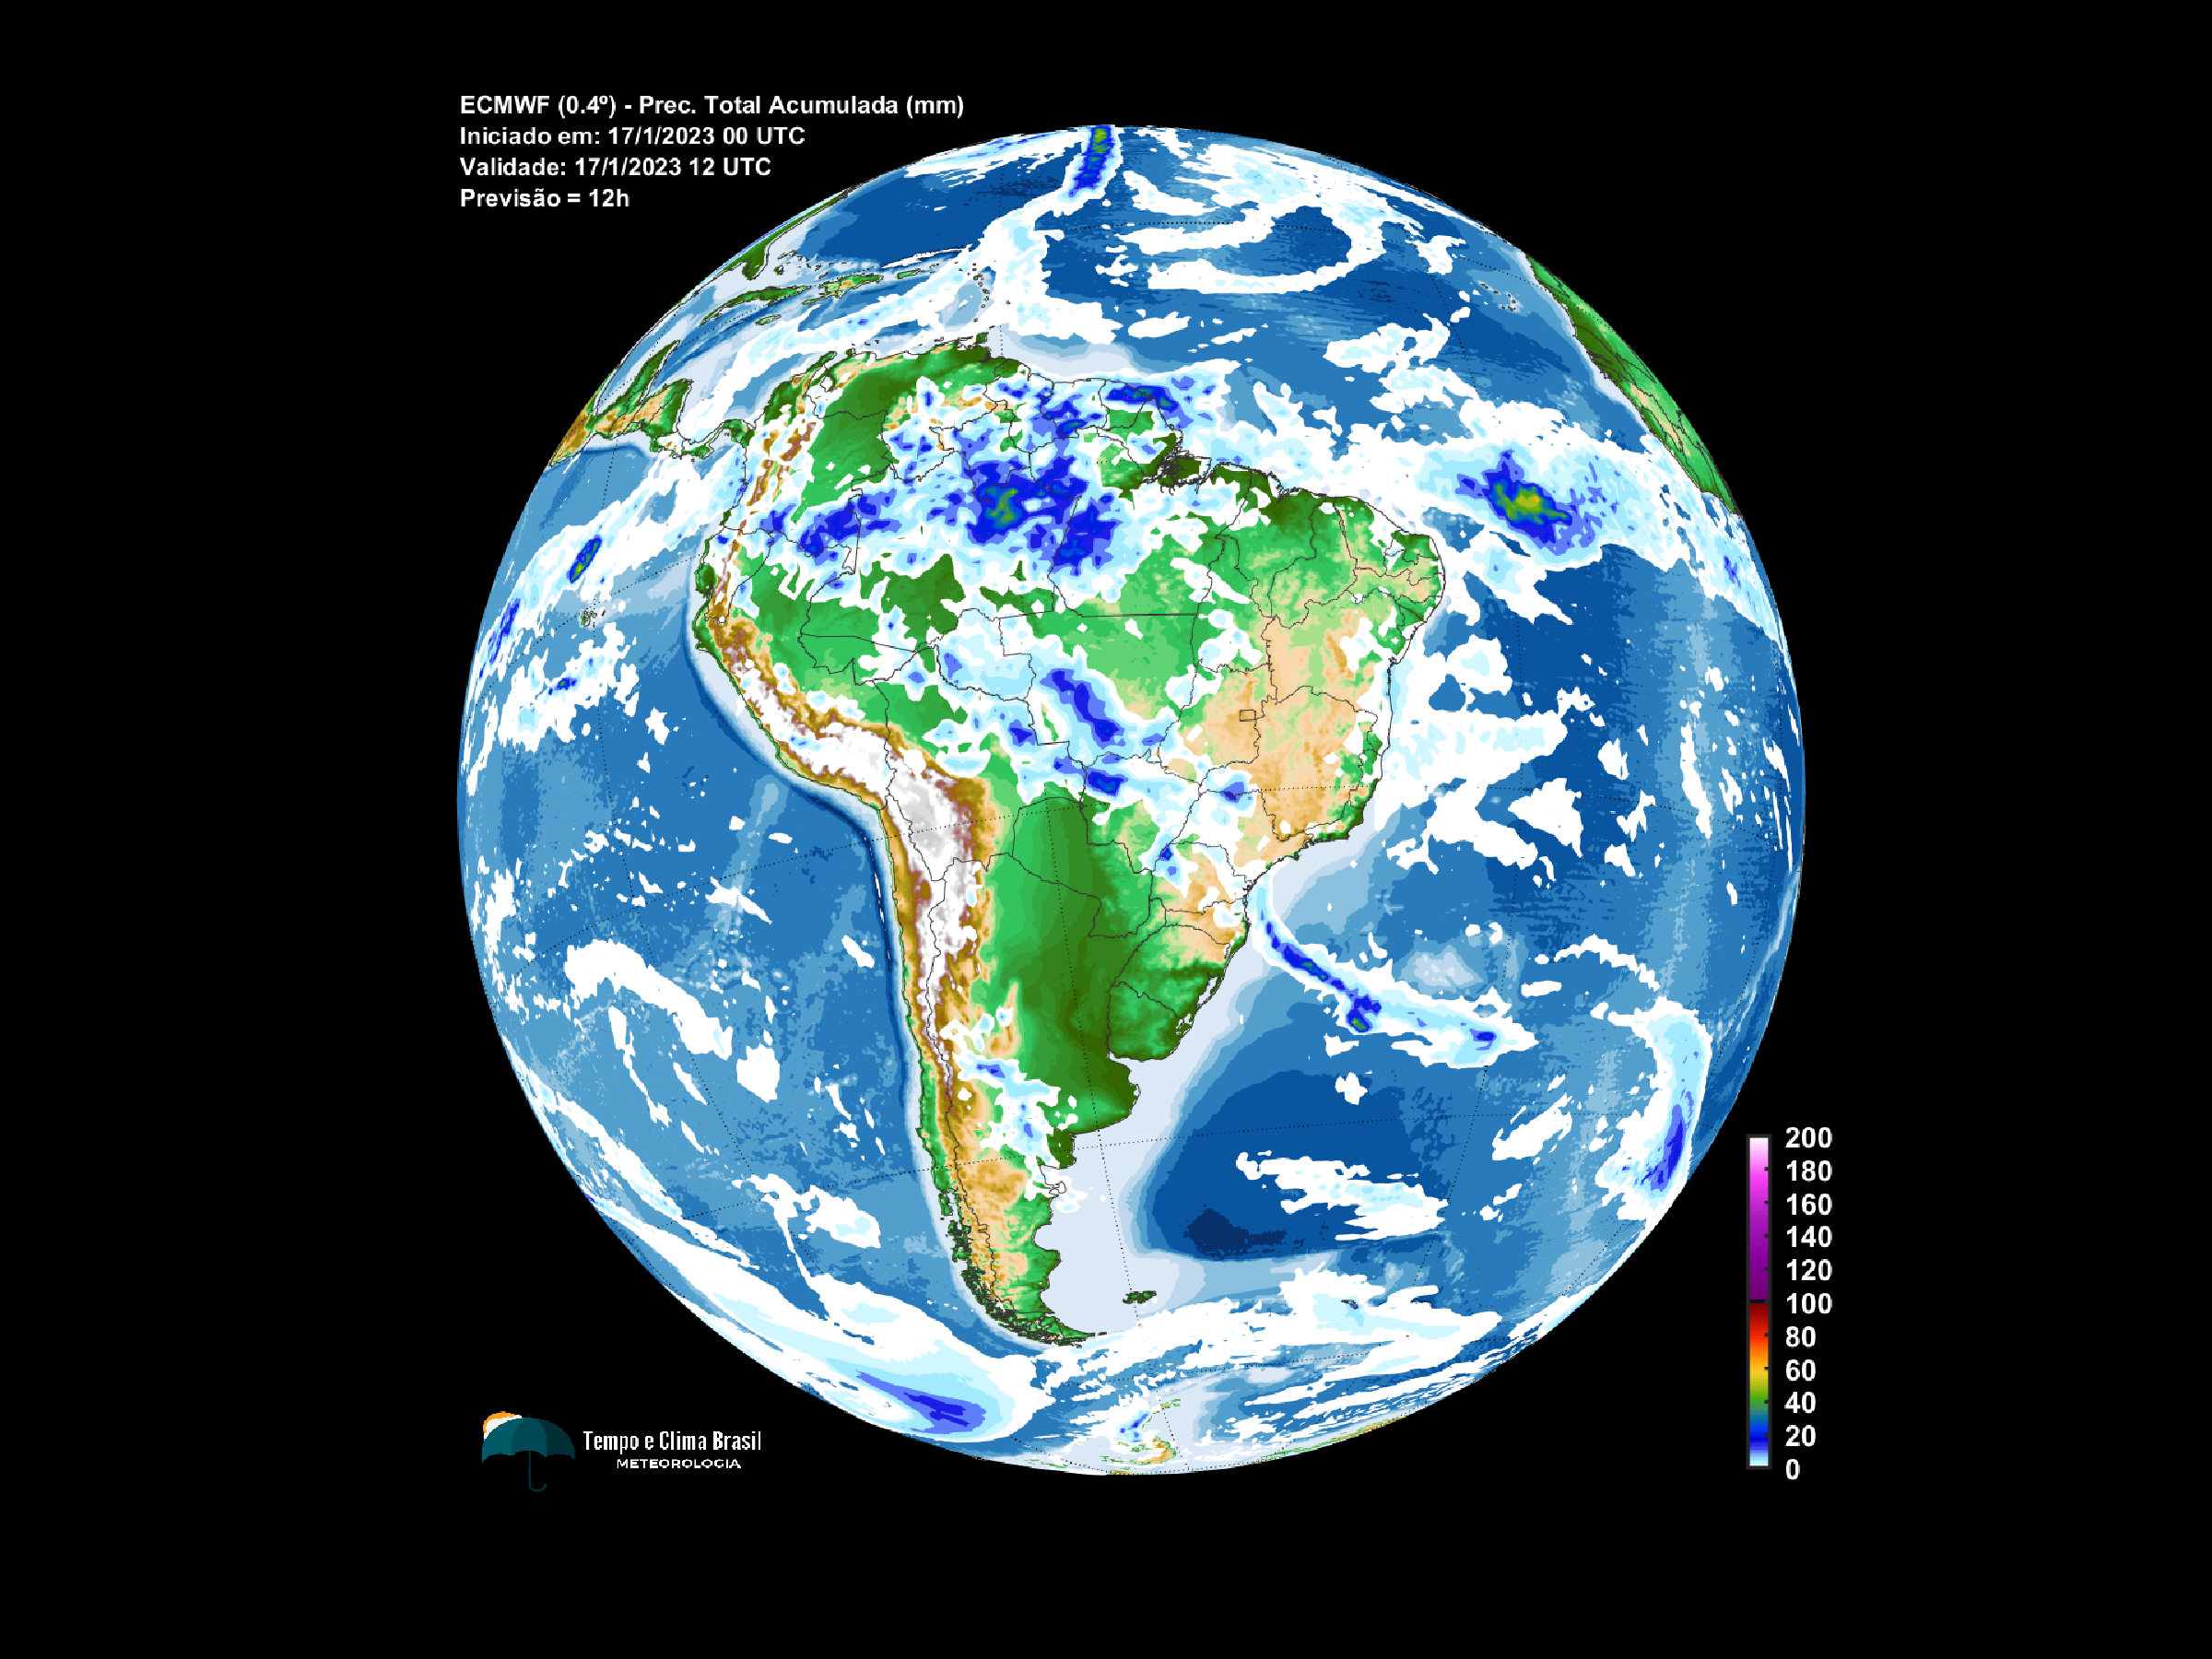 ECMWF (0.4º) - Prec. Total Acumulada (mm)
Iniciado em: 17/1/2023 00 UTC
Validade: 17/1/2023 12 UTC
Previsão = 12h
200
180
160
140
120
100
80
60
40
20
0
Tempo e Clima Brasil
METEOROLOGIA